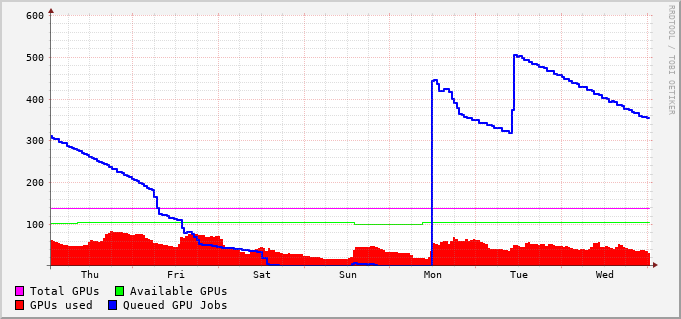 600
500
400
300
200
100
Thu Fri Sat Sun Mon Tue Wed
Total GPUs Available GPUs
GPUs used Queued GPU Jobs
RRDTOOL / TOBI OETIKER